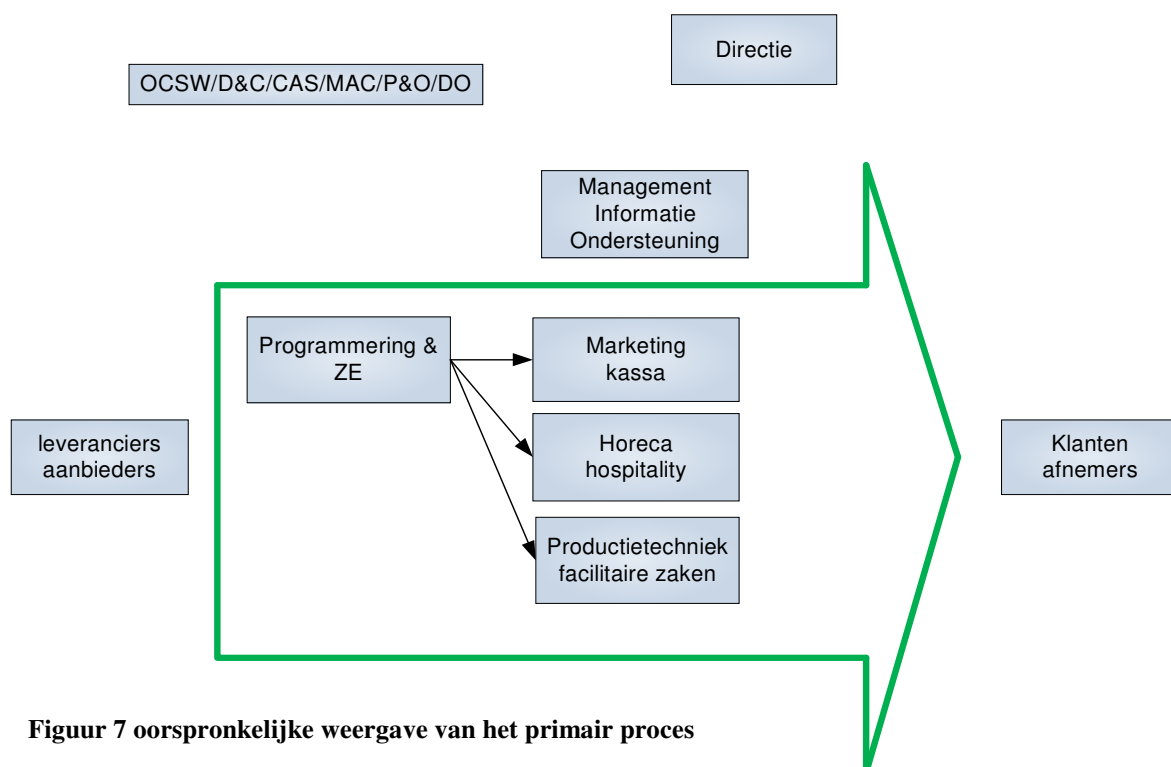 Directie
OCSW/D&C/CAS/MAC/P&O/DO
Management
Informatie
Ondersteuning
Programmering &
ZE
Marketing
kassa
leveranciers
aanbieders
Horeca
hospitality
Klanten
afnemers
Productietechniek
facilitaire zaken
Figuur 7 oorspronkelijke weergave van het primair proces